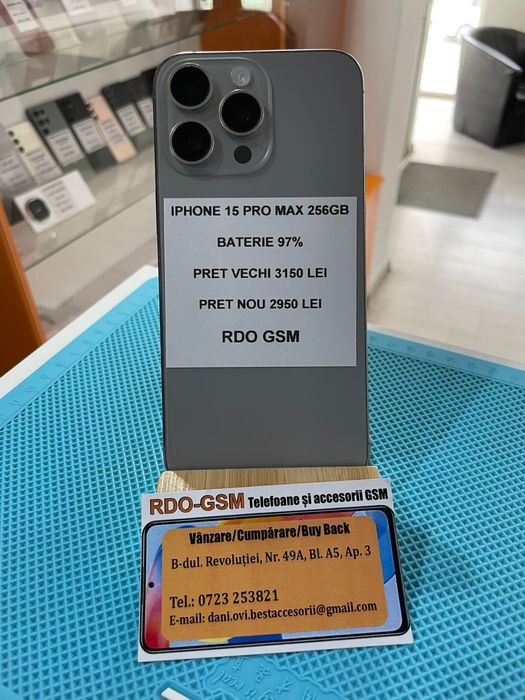 IPHONE 15 PRO MAX 256GB
BATERIE 97%
PRET VECHI 3150 LEI
PRET NOU 2950 LEI
RDO GSM
RDO-GSM Telefoane și accesorii GSM
Vânzare/Cumpărare/Buy Back
B-dul. Revoluției, Nr. 49A, Bl. A5, Ap. 3
Tel.: 0723 253821
E-mail: dani.ovi.bestaccesorii@gmail.com